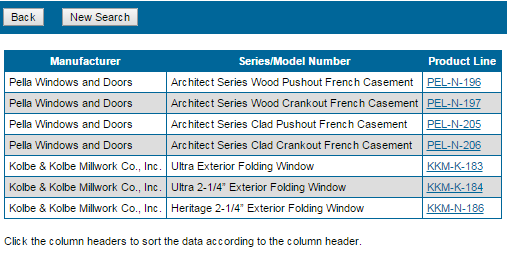 Back New Search
Manufacturer Series/Model Number Product Line
Pella Windows and Doors Architect Series Wood Pushout French Casement PEL-N-196
Pella Windows and Doors Architect Series Wood Crankout French Casement PEL-N-197
Pella Windows and Doors Architect Series Clad Pushout French Casement PEL-N-205
Pella Windows and Doors Architect Series Clad Crankout French Casement PEL-N-206
Kolbe & Kolbe Millwork Co., Inc. Ultra Exterior Folding Window KKM-K-183
Kolbe & Kolbe Millwork Co., Inc. Ultra 2-1/4” Exterior Folding Window KKM-K-184
Kolbe & Kolbe Millwork Co., Inc. Heritage 2-1/4” Exterior Folding Window KKM-N-186
Click the column headers to sort the data according to the column header.